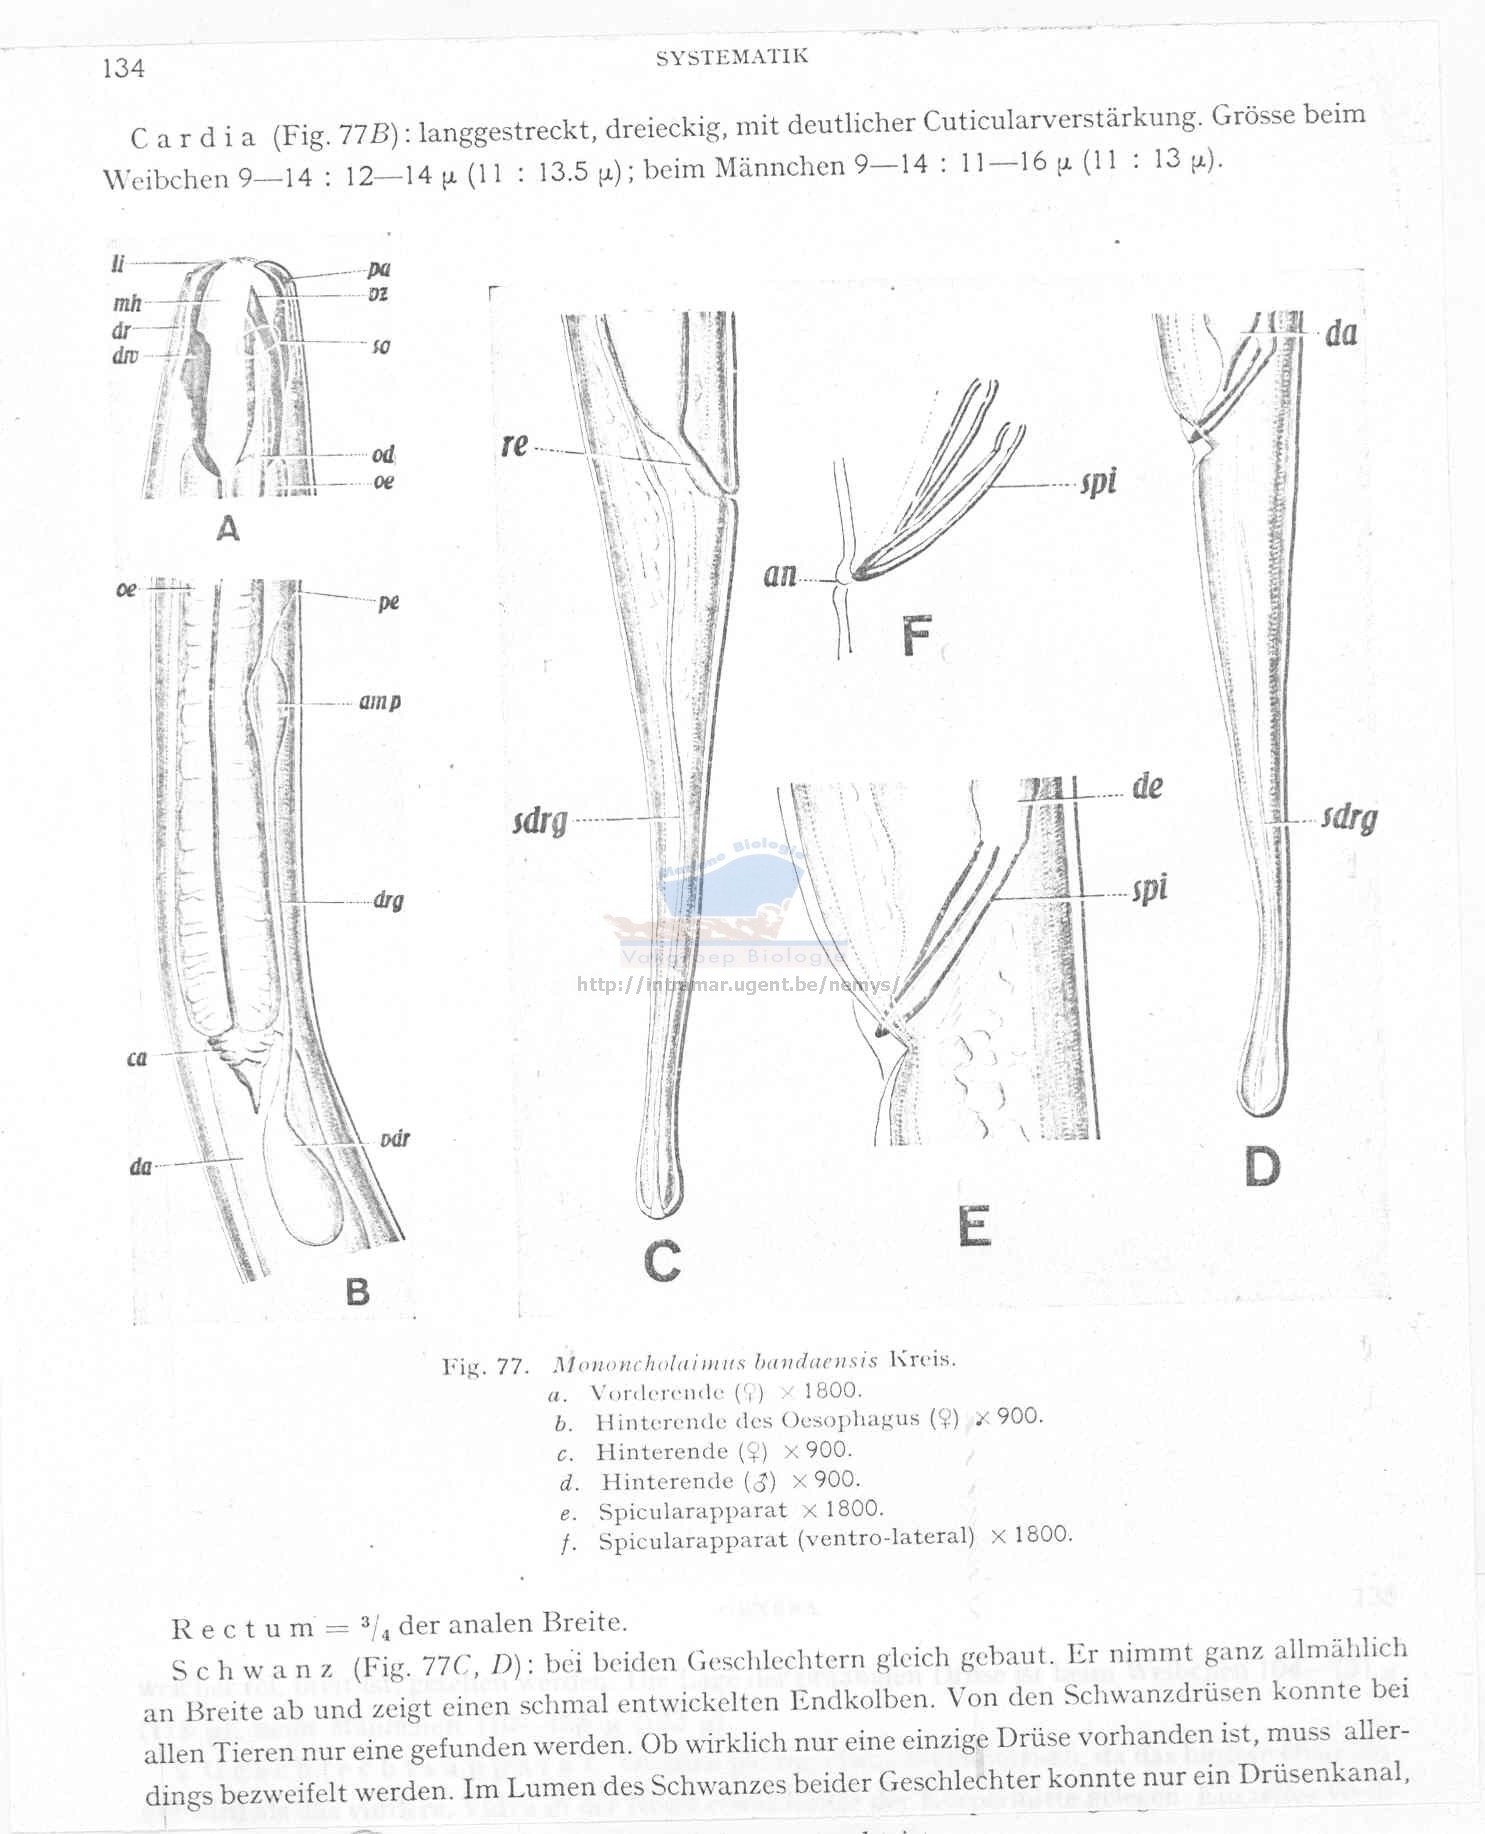 134
SYSTEMATIK
Cardia (Fig. 77B): langgestreckt, dreieckig, mit deutlicher Cuticularverstärkung. Grösse beim
Weibchen 9—14 : 12—14 µ (11 : 13.5 µ); beim Männchen 9—14 : 11—16 µ (11 : 13 µ).
li
pa
mh
vz
dr
so
drv
od
oe
A
oe
pe
amp
drg
ca
vdr
da
B
re
sdrg
C
an
spi
F
de
spi
E
da
sdrg
D
Mariene Biologie
Vakgroep Biologie
http://intramar.ugent.be/nemys/
Fig. 77. Mononcholaimus bandaensis Kreis.
a. Vorderende (♀) × 1800.
b. Hinterende des Oesophagus (♀) × 900.
c. Hinterende (♀) × 900.
d. Hinterende (♂) × 900.
e. Spicularapparat × 1800.
f. Spicularapparat (ventro-lateral) × 1800.
Rectum = 3/4 der analen Breite.
Schwanz (Fig. 77C, D): bei beiden Geschlechtern gleich gebaut. Er nimmt ganz allmählich
an Breite ab und zeigt einen schmal entwickelten Endkolben. Von den Schwanzdrüsen konnte bei
allen Tieren nur eine gefunden werden. Ob wirklich nur eine einzige Drüse vorhanden ist, muss aller-
dings bezweifelt werden. Im Lumen des Schwanzes beider Geschlechter konnte nur ein Drüsenkanal,